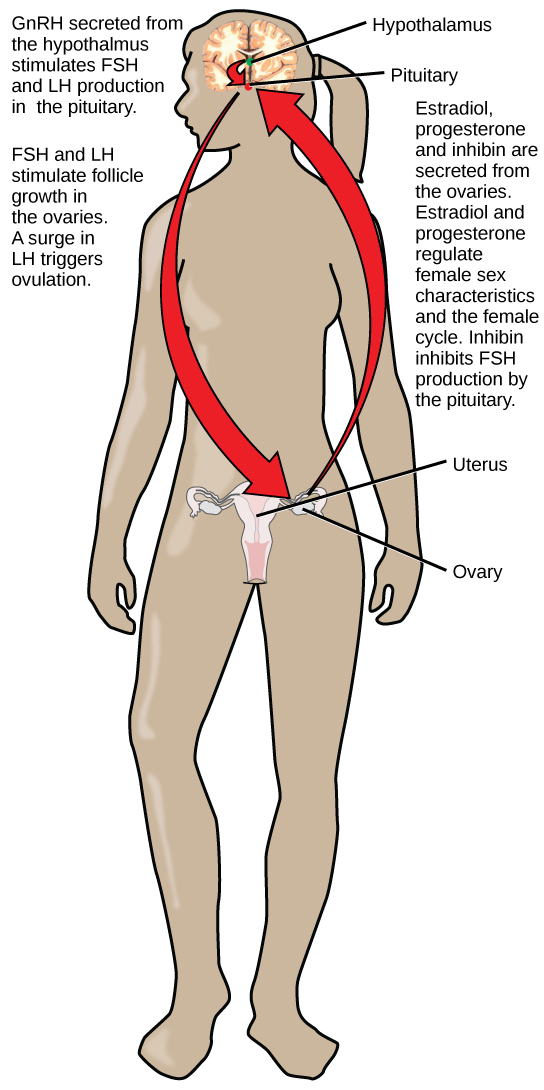 GnRH secreted from
the hypothalmus
stimulates FSH
and LH production
in the pituitary.
FSH and LH
stimulate follicle
growth in
the ovaries.
A surge in
LH triggers
ovulation.
Hypothalamus
Pituitary
Estradiol,
progesterone
and inhibin are
secreted from
the ovaries.
Estradiol and
progesterone
regulate
female sex
characteristics
and the female
cycle. Inhibin
inhibits FSH
production by
the pituitary.
Uterus
Ovary